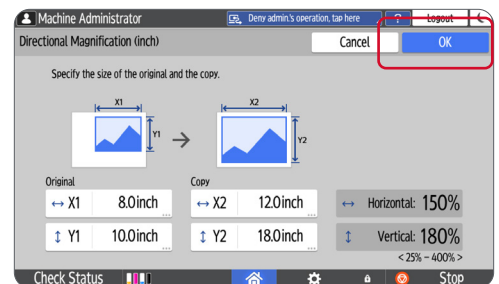 Machine Administrator Deny admin.'s operation, tap here ? Logout
Directional Magnification (inch) Cancel OK
Specify the size of the original and the copy.
X1 X2
Y1 Y2
Original Copy
X1 8.0inch X2 12.0inch Horizontal: 150%
Y1 10.0inch Y2 18.0inch Vertical: 180%
< 25% – 400% >
Check Status Stop